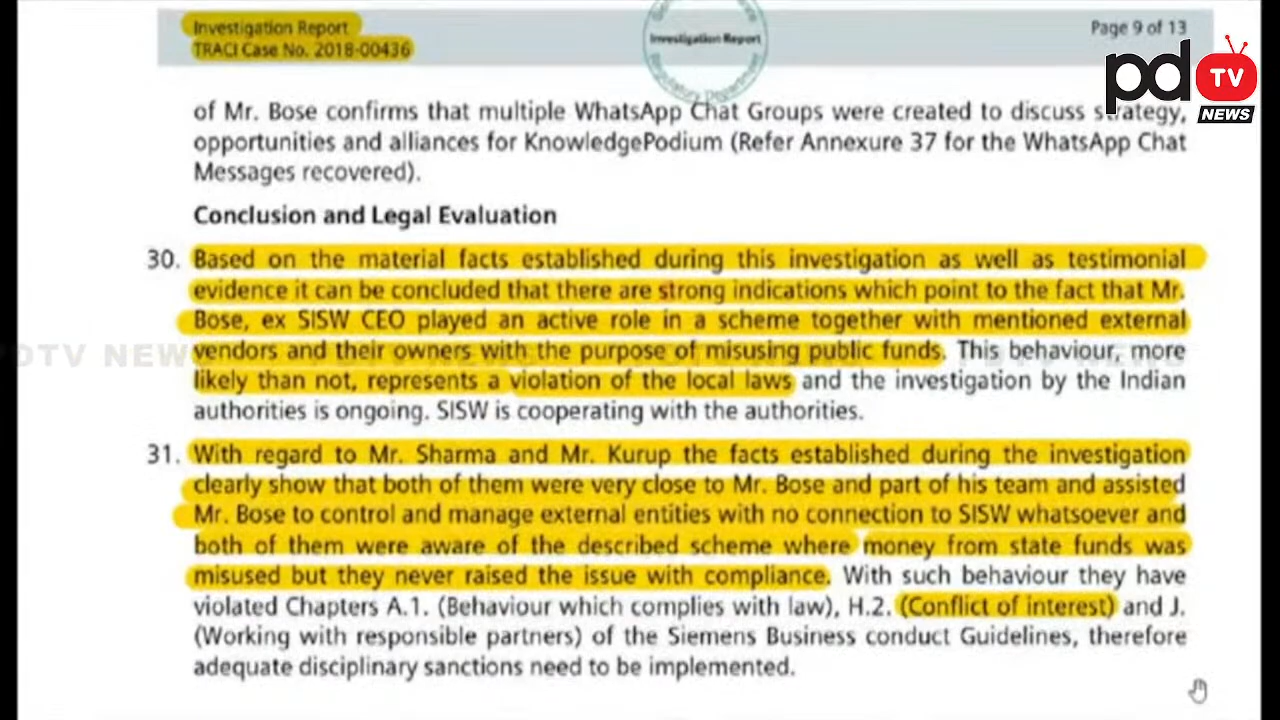 Investigation Report
TRACI Case No. 2018-00436
Investigation Report
Page 9 of 13
pd TV NEWS
of Mr. Bose confirms that multiple WhatsApp Chat Groups were created to discuss strategy,
opportunities and alliances for KnowledgePodium (Refer Annexure 37 for the WhatsApp Chat
Messages recovered).
Conclusion and Legal Evaluation
30. Based on the material facts established during this investigation as well as testimonial
evidence it can be concluded that there are strong indications which point to the fact that Mr.
Bose, ex SISW CEO played an active role in a scheme together with mentioned external
vendors and their owners with the purpose of misusing public funds. This behaviour, more
likely than not, represents a violation of the local laws and the investigation by the Indian
authorities is ongoing. SISW is cooperating with the authorities.
31. With regard to Mr. Sharma and Mr. Kurup the facts established during the investigation
clearly show that both of them were very close to Mr. Bose and part of his team and assisted
Mr. Bose to control and manage external entities with no connection to SISW whatsoever and
both of them were aware of the described scheme where money from state funds was
misused but they never raised the issue with compliance. With such behaviour they have
violated Chapters A.1. (Behaviour which complies with law), H.2. (Conflict of interest) and J.
(Working with responsible partners) of the Siemens Business conduct Guidelines, therefore
adequate disciplinary sanctions need to be implemented.